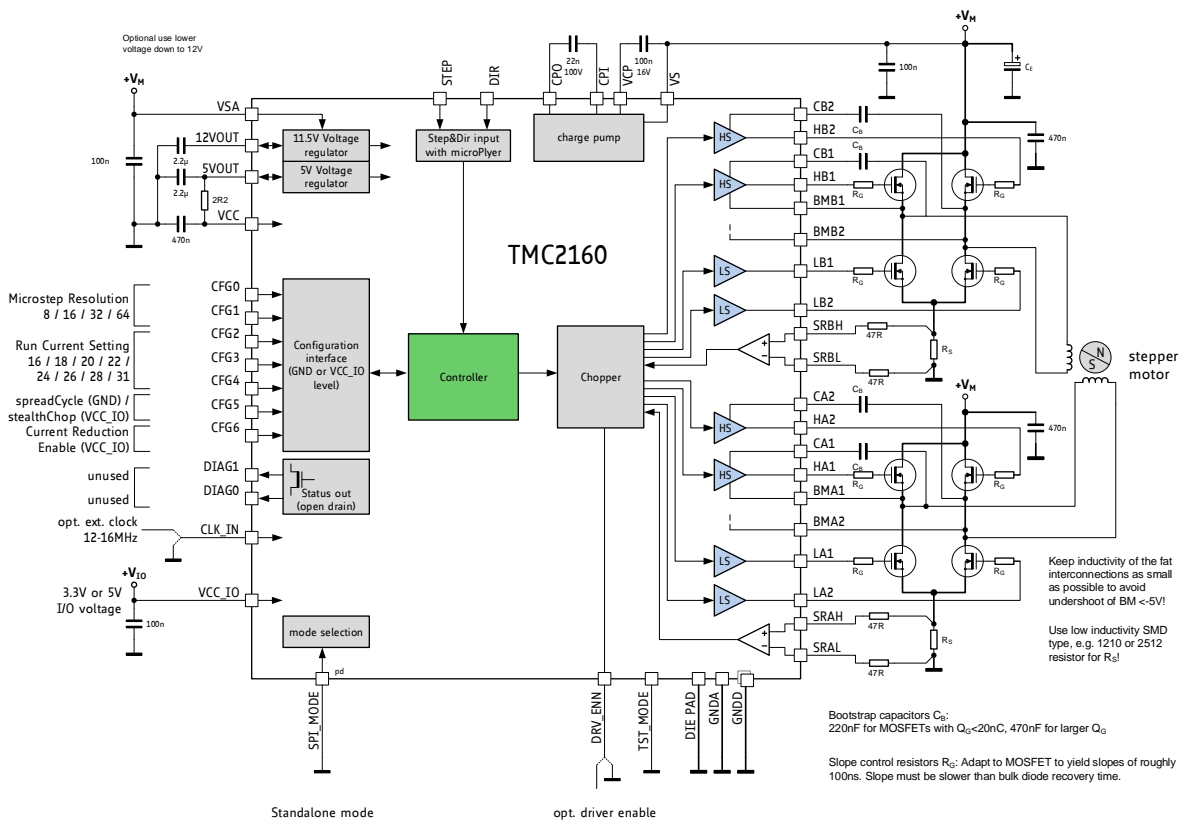 Optional use lower
voltage down to 12V
+VM
VSA
12VOUT
5VOUT
VCC
100n
2.2µ
2.2µ
2R2
470n
11.5V Voltage
regulator
5V Voltage
regulator
STEP
DIR
Step&Dir input
with microPlyer
22n
100V
100n
16V
CPO
CPI
VCP
VS
charge pump
+VM
100n
CE
470n
TMC2160
HS
HS
LS
LS
CB2
HB2
CB1
HB1
BMB1
BMB2
LB1
LB2
SRBH
SRBL
CB
CB
RG
RG
RG
RG
47R
47R
RS
Microstep Resolution
8 / 16 / 32 / 64
Run Current Setting
16 / 18 / 20 / 22 /
24 / 26 / 28 / 31
spreadCycle (GND) /
stealthChop (VCC_IO)
Current Reduction
Enable (VCC_IO)
unused
unused
opt. ext. clock
12-16MHz
CFG0
CFG1
CFG2
CFG3
CFG4
CFG5
CFG6
DIAG1
DIAG0
CLK_IN
Configuration
interface
(GND or VCC_IO
level)
Status out
(open drain)
Controller
Chopper
+
−
N
S
stepper
motor
+VM
470n
HS
HS
LS
LS
CA2
HA2
CA1
HA1
BMA1
BMA2
LA1
LA2
SRAH
SRAL
CB
CB
RG
RG
RG
RG
47R
47R
RS
+
−
+VIO
3.3V or 5V
I/O voltage
VCC_IO
100n
mode selection
pd
SPI_MODE
DRV_ENN
TST_MODE
DIE PAD
GNDA
GNDD
Keep inductivity of the fat
interconnections as small
as possible to avoid
undershoot of BM <-5V!
Use low inductivity SMD
type, e.g. 1210 or 2512
resistor for RS!
Bootstrap capacitors CB:
220nF for MOSFETs with QG<20nC, 470nF for larger QG
Slope control resistors RG: Adapt to MOSFET to yield slopes of roughly
100ns. Slope must be slower than bulk diode recovery time.
Standalone mode
opt. driver enable